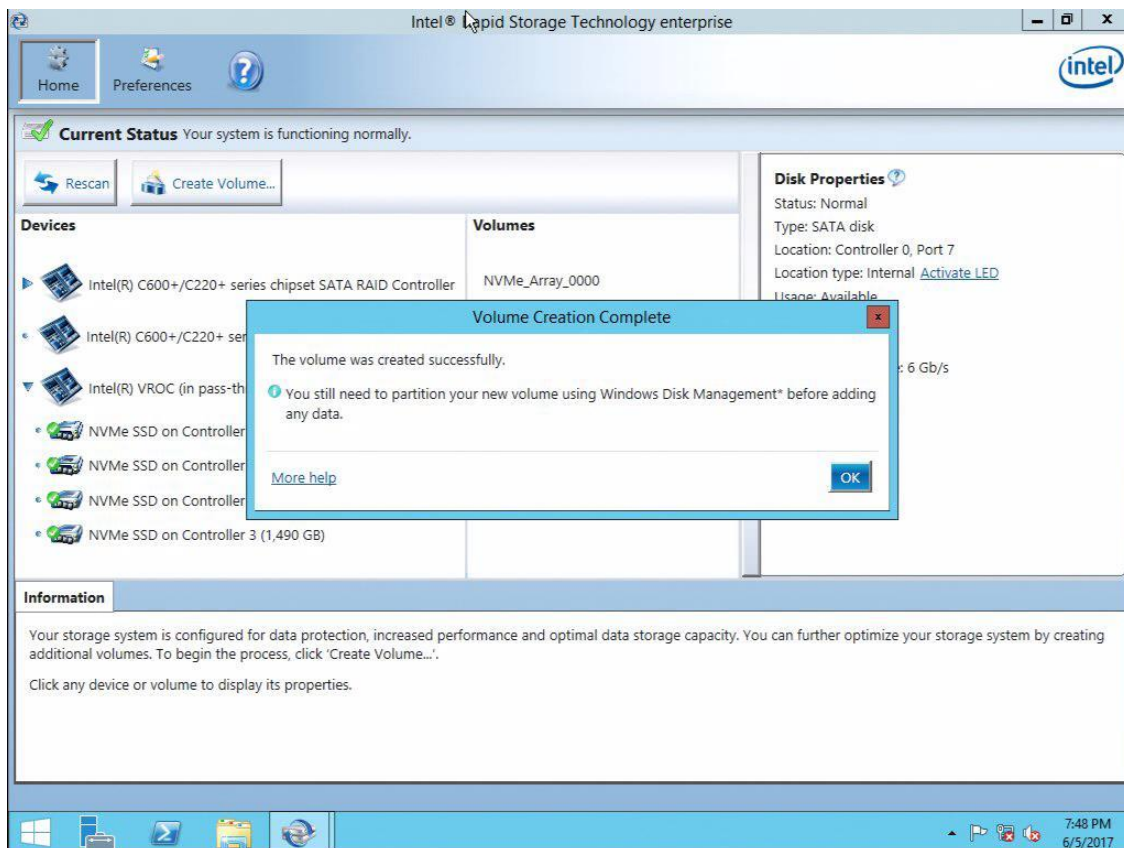 Intel® Rapid Storage Technology enterprise
Home
Preferences
intel
Current Status Your system is functioning normally.
Rescan
Create Volume...
Devices
Intel(R) C600+/C220+ series chipset SATA RAID Controller
Intel(R) C600+/C220+ ser
Intel(R) VROC (in pass-th
NVMe SSD on Controller
NVMe SSD on Controller
NVMe SSD on Controller
NVMe SSD on Controller 3 (1,490 GB)
Volumes
NVMe_Array_0000
Disk Properties
Status: Normal
Type: SATA disk
Location: Controller 0, Port 7
Location type: Internal Activate LED
Usage: Available
: 6 Gb/s
Volume Creation Complete
The volume was created successfully.
You still need to partition your new volume using Windows Disk Management* before adding
any data.
More help
OK
Information
Your storage system is configured for data protection, increased performance and optimal data storage capacity. You can further optimize your storage system by creating
additional volumes. To begin the process, click 'Create Volume...'.
Click any device or volume to display its properties.
7:48 PM
6/5/2017